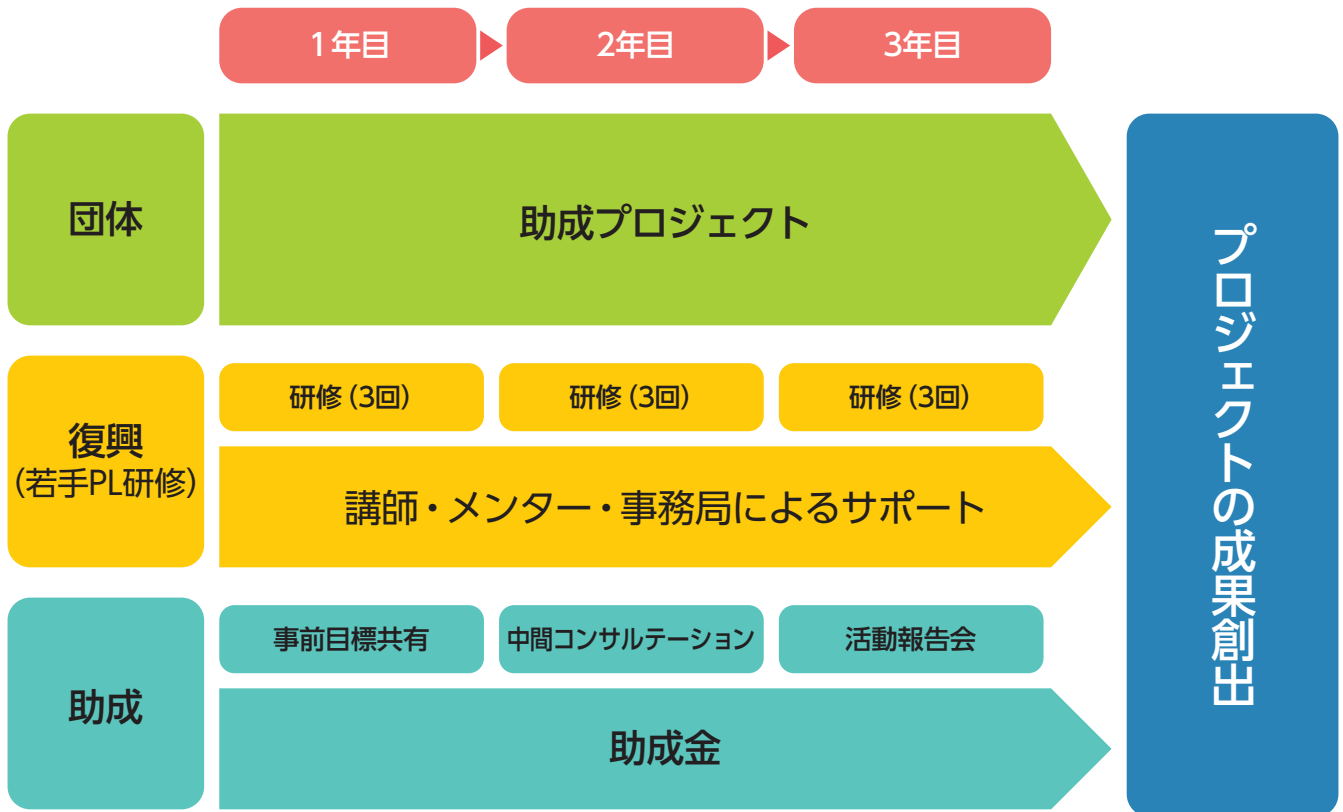 1年目
2年目
3年目
団体
助成プロジェクト
復興
(若手PL研修)
研修 (3回)
研修 (3回)
研修 (3回)
講師・メンター・事務局によるサポート
助成
事前目標共有
中間コンサルテーション
活動報告会
助成金
プロジェクトの成果創出